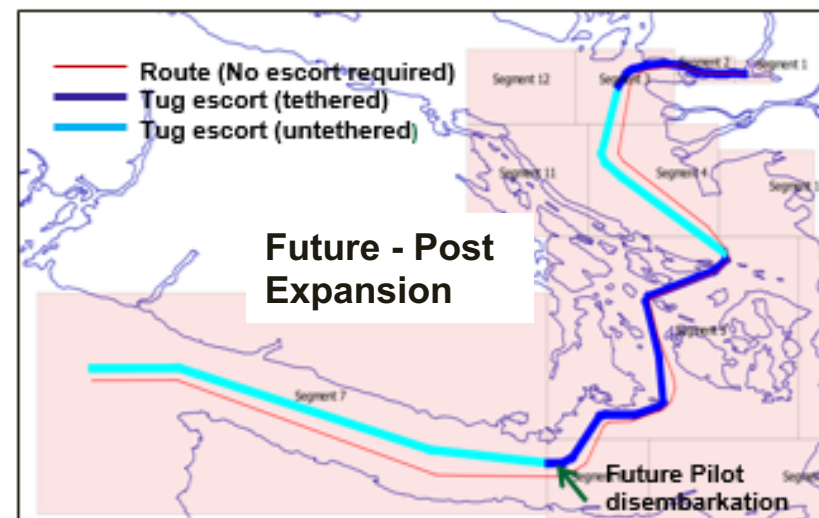 Route (No escort required)
Tug escort (tethered)
Tug escort (untethered)
Segment 12
Segment 3
Segment 2
Segment 1
Segment 11
Segment 4
Future - Post
Expansion
Segment 5
Segment 7
Future Pilot
disembarkation